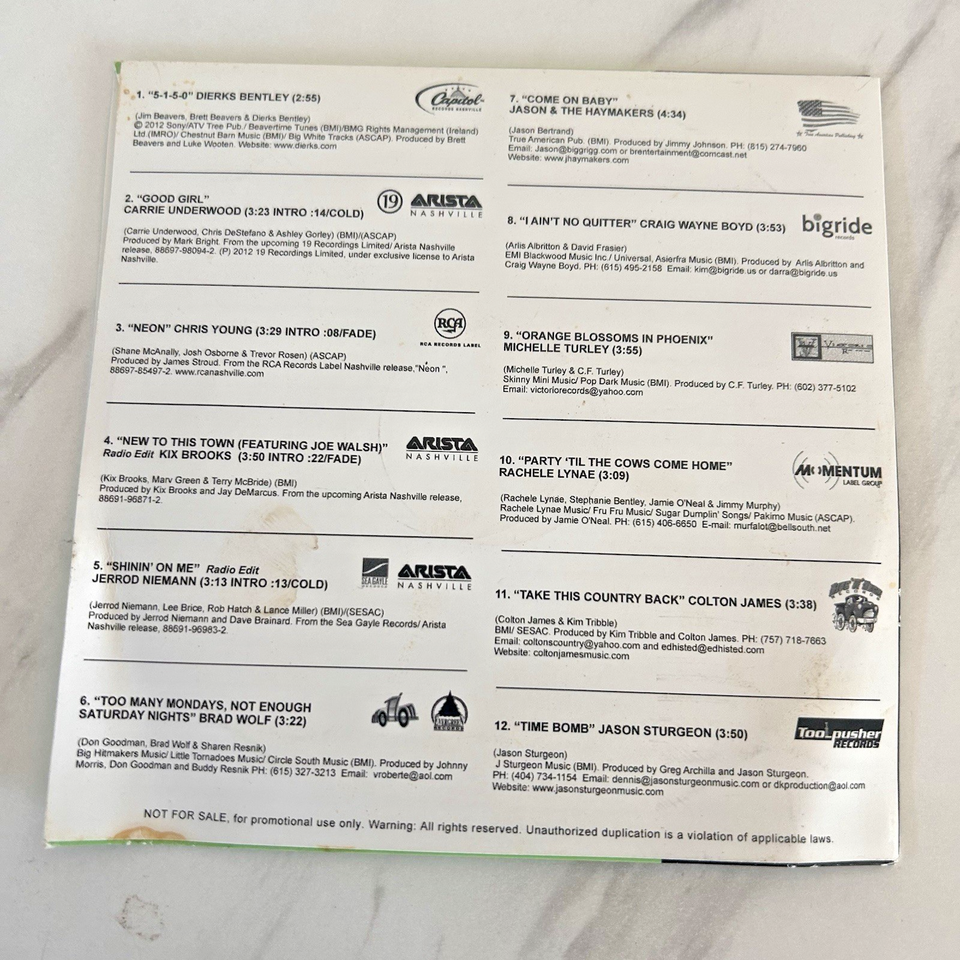 1. "5-1-5-0" DIERKS BENTLEY (2:55)
Capitol
RECORDS NASHVILLE
(Jim Beavers, Brett Beavers & Dierks Bentley)
© 2012 Sony/ATV Tree Pub./ Beavertime Tunes (BMI)/BMG Rights Management (Ireland)
Ltd.(IMRO)/ Chestnut Barn Music (BMI)/ Big White Tracks (ASCAP). Produced by Brett
Beavers and Luke Wooten. Website: www.dierks.com
2. "GOOD GIRL"
CARRIE UNDERWOOD (3:23 INTRO :14/COLD)
19 ARISTA
NASHVILLE
(Carrie Underwood, Chris DeStefano & Ashley Gorley) (BMI)/(ASCAP)
Produced by Mark Bright. From the upcoming 19 Recordings Limited/ Arista Nashville
release, 88697-98094-2. (P) 2012 19 Recordings Limited, under exclusive license to Arista
Nashville.
3. "NEON" CHRIS YOUNG (3:29 INTRO :08/FADE)
RCA
RCA RECORDS LABEL
(Shane McAnally, Josh Osborne & Trevor Rosen) (ASCAP)
Produced by James Stroud. From the RCA Records Label Nashville release,"Neon ",
88697-85497-2. www.rcanashville.com
4. "NEW TO THIS TOWN (FEATURING JOE WALSH)"
Radio Edit KIX BROOKS (3:50 INTRO :22/FADE)
ARISTA
NASHVILLE
(Kix Brooks, Marv Green & Terry McBride) (BMI)
Produced by Kix Brooks and Jay DeMarcus. From the upcoming Arista Nashville release,
88691-96871-2.
5. "SHININ' ON ME" Radio Edit
JERROD NIEMANN (3:13 INTRO :13/COLD)
SEA GAYLE
ARISTA
NASHVILLE
(Jerrod Niemann, Lee Brice, Rob Hatch & Lance Miller) (BMI)/(SESAC)
Produced by Jerrod Niemann and Dave Brainard. From the Sea Gayle Records/ Arista
Nashville release, 88691-96983-2.
6. "TOO MANY MONDAYS, NOT ENOUGH
SATURDAY NIGHTS" BRAD WOLF (3:22)
EVERGREEN
(Don Goodman, Brad Wolf & Sharen Resnik)
Big Hitmakers Music/ Little Tornadoes Music/ Circle South Music (BMI). Produced by Johnny
Morris, Don Goodman and Buddy Resnik PH: (615) 327-3213 Email: vroberte@aol.com
7. "COME ON BABY"
JASON & THE HAYMAKERS (4:34)
True American Publishing
(Jason Bertrand)
True American Pub. (BMI). Produced by Jimmy Johnson. PH: (815) 274-7960
Email: Jason@biggrigg.com or brentertainment@comcast.net
Website: www.jhaymakers.com
8. "I AIN'T NO QUITTER" CRAIG WAYNE BOYD (3:53)
bigride
records
(Arlis Albritton & David Frasier)
EMI Blackwood Music Inc./ Universal, Asierfra Music (BMI). Produced by Arlis Albritton and
Craig Wayne Boyd. PH: (615) 495-2158 Email: kim@bigride.us or darra@bigride.us
9. "ORANGE BLOSSOMS IN PHOENIX"
MICHELLE TURLEY (3:55)
(Michelle Turley & C.F. Turley)
Skinny Mini Music/ Pop Dark Music (BMI). Produced by C.F. Turley. PH: (602) 377-5102
Email: victoriorecords@yahoo.com
10. "PARTY 'TIL THE COWS COME HOME"
RACHELE LYNAE (3:09)
MOMENTUM
LABEL GROUP
(Rachele Lynae, Stephanie Bentley, Jamie O'Neal & Jimmy Murphy)
Rachele Lynae Music/ Fru Fru Music/ Sugar Dumplin' Songs/ Pakimo Music (ASCAP).
Produced by Jamie O'Neal. PH: (615) 406-6650 E-mail: murfalot@bellsouth.net
11. "TAKE THIS COUNTRY BACK" COLTON JAMES (3:38)
(Colton James & Kim Tribble)
BMI/ SESAC. Produced by Kim Tribble and Colton James. PH: (757) 718-7663
Email: coltonscountry@yahoo.com and edhisted@edhisted.com
Website: coltonjamesmusic.com
12. "TIME BOMB" JASON STURGEON (3:50)
Toolpusher
RECORDS
(Jason Sturgeon)
J Sturgeon Music (BMI). Produced by Greg Archilla and Jason Sturgeon.
PH: (404) 734-1154 Email: dennis@jasonsturgeonmusic.com or dkproduction@aol.com
Website: www.jasonsturgeonmusic.com
NOT FOR SALE, for promotional use only. Warning: All rights reserved. Unauthorized duplication is a violation of applicable laws.